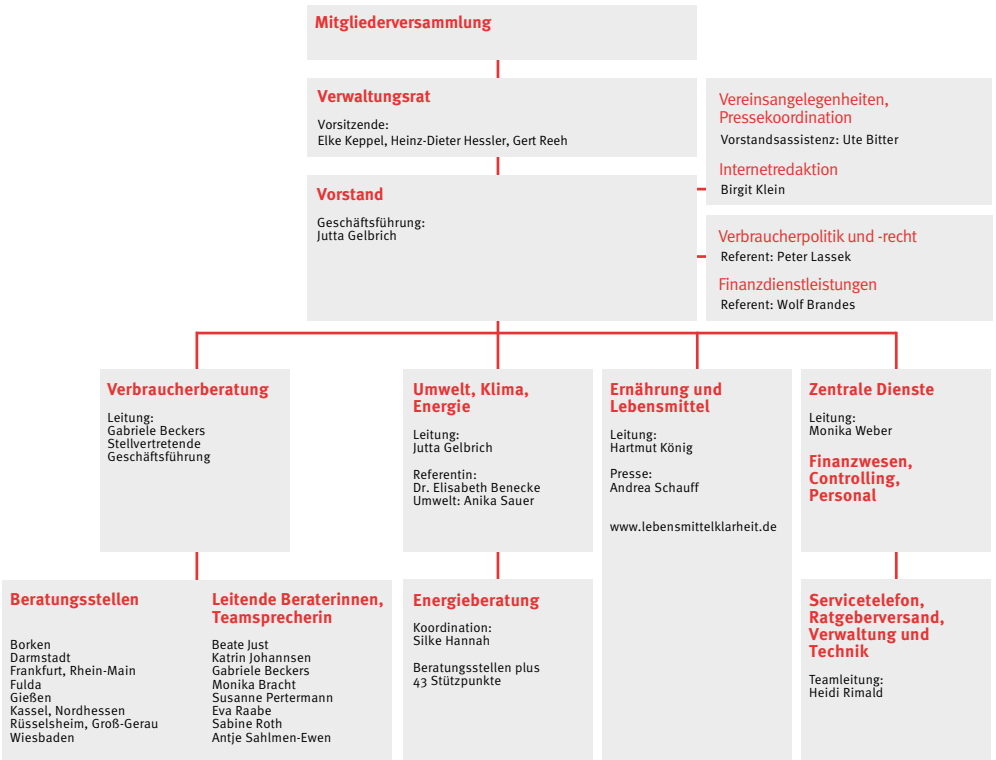 Mitgliederversammlung
Verwaltungsrat
Vorsitzende:
Elke Keppel, Heinz-Dieter Hessler, Gert Reeh
Vereinsangelegenheiten,
Pressekoordination
Vorstandsassistenz: Ute Bitter
Internetredaktion
Birgit Klein
Vorstand
Geschäftsführung:
Jutta Gelbrich
Verbraucherpolitik und -recht
Referent: Peter Lassek
Finanzdienstleistungen
Referent: Wolf Brandes
Verbraucherberatung
Leitung:
Gabriele Beckers
Stellvertretende
Geschäftsführung
Umwelt, Klima,
Energie
Leitung:
Jutta Gelbrich
Referentin:
Dr. Elisabeth Benecke
Umwelt: Anika Sauer
Ernährung und
Lebensmittel
Leitung:
Hartmut König
Presse:
Andrea Schauff
www.lebensmittelklarheit.de
Zentrale Dienste
Leitung:
Monika Weber
Finanzwesen,
Controlling,
Personal
Beratungsstellen
Borken
Darmstadt
Frankfurt, Rhein-Main
Fulda
Gießen
Kassel, Nordhessen
Rüsselsheim, Groß-Gerau
Wiesbaden
Leitende Beraterinnen,
Teamsprecherin
Beate Just
Katrin Johannsen
Gabriele Beckers
Monika Bracht
Susanne Pertermann
Eva Raabe
Sabine Roth
Antje Sahlmen-Ewen
Energieberatung
Koordination:
Silke Hannah
Beratungsstellen plus
43 Stützpunkte
Servicetelefon,
Ratgeberversand,
Verwaltung und
Technik
Teamleitung:
Heidi Rimald